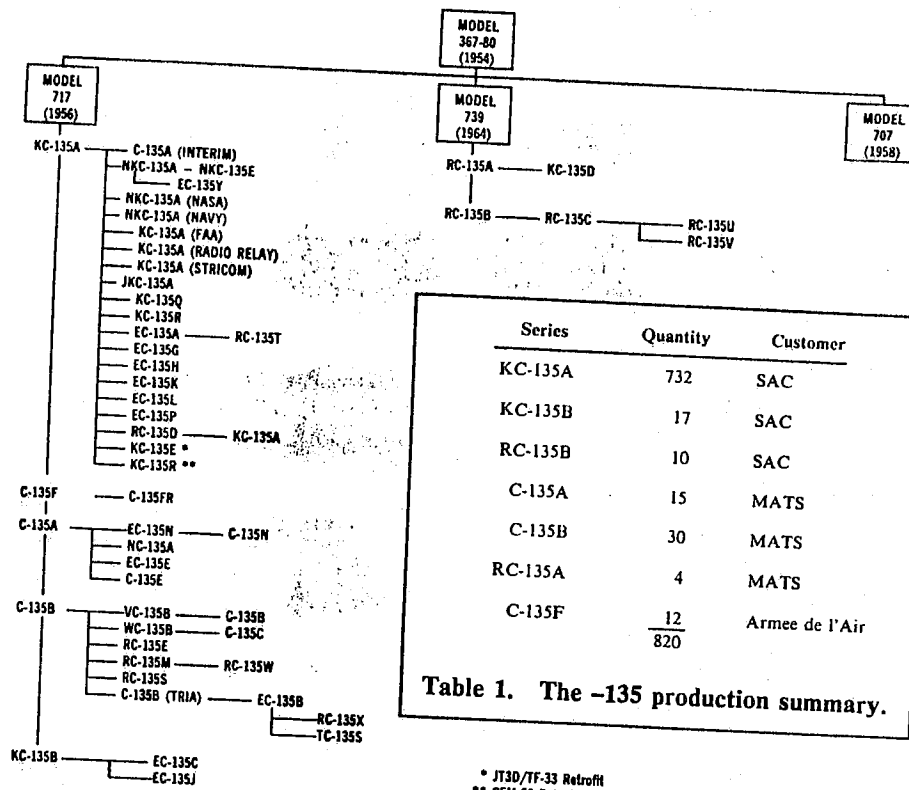 MODEL
367-80
(1954)
MODEL
717
(1956)
MODEL
739
(1964)
MODEL
707
(1958)
KC-135A
C-135A (INTERIM)
NKC-135A – NKC-135E
EC-135Y
NKC-135A (NASA)
NKC-135A (NAVY)
KC-135A (FAA)
KC-135A (RADIO RELAY)
KC-135A (STRICOM)
JKC-135A
KC-135Q
KC-135R
EC-135A RC-135T
EC-135G
EC-135H
EC-135K
EC-135L
EC-135P
RC-135D KC-135A
KC-135E *
KC-135R **
C-135F C-135FR
C-135A EC-135N C-135N
NC-135A
EC-135E
C-135E
C-135B VC-135B C-135B
WC-135B C-135C
RC-135E
RC-135M RC-135W
RC-135S
C-135B (TRIA) EC-135B
RC-135X
TC-135S
KC-135B EC-135C
EC-135J
RC-135A KC-135D
RC-135B RC-135C RC-135U
RC-135V
Series Quantity Customer
KC-135A 732 SAC
KC-135B 17 SAC
RC-135B 10 SAC
C-135A 15 MATS
C-135B 30 MATS
RC-135A 4 MATS
C-135F 12 Armee de l'Air
820
Table 1. The –135 production summary.
* JT3D/TF-33 Retrofit